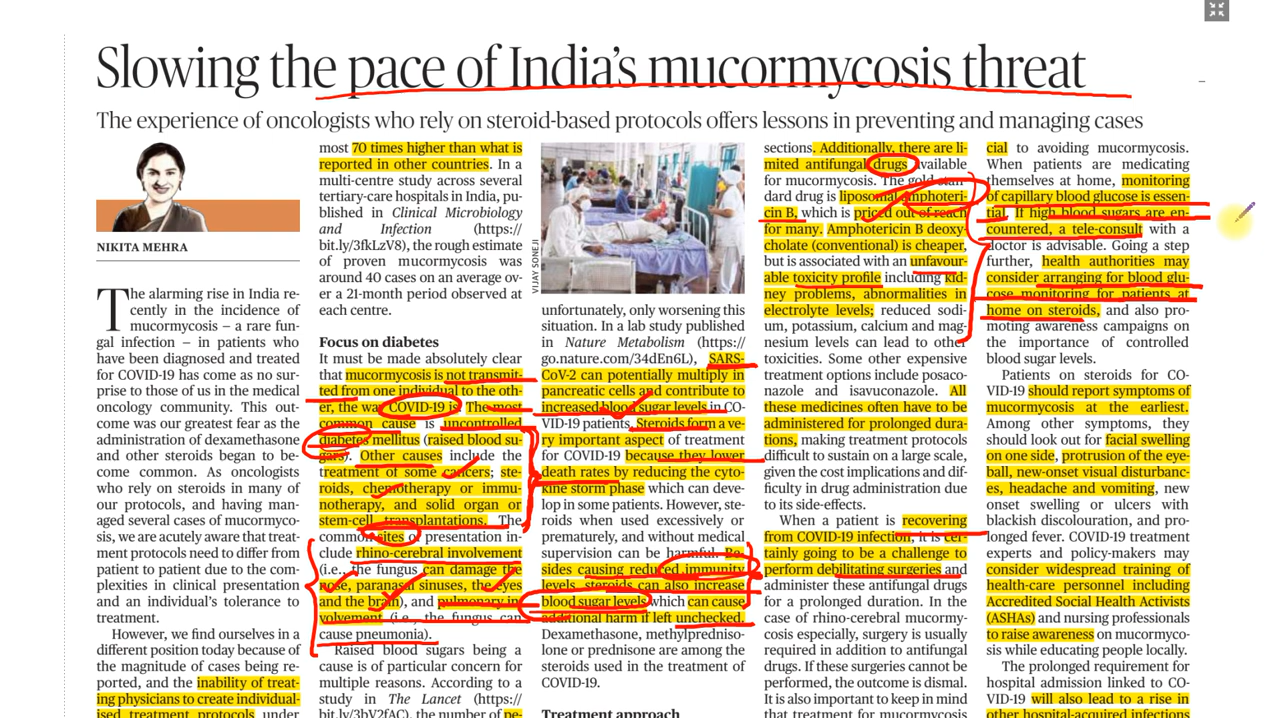 Slowing the pace of India's mucormycosis threat
The experience of oncologists who rely on steroid-based protocols offers lessons in preventing and managing cases
NIKITA MEHRA
The alarming rise in India re-
cently in the incidence of
mucormycosis – a rare fun-
gal infection – in patients who
have been diagnosed and treated
for COVID-19 has come as no sur-
prise to those of us in the medical
oncology community. This out-
come was our greatest fear as the
administration of dexamethasone
and other steroids began to be-
come common. As oncologists
who rely on steroids in many of
our protocols, and having man-
aged several cases of mucormyco-
sis, we are acutely aware that treat-
ment protocols need to differ from
patient to patient due to the com-
plexities in clinical presentation
and an individual's tolerance to
treatment.
However, we find ourselves in a
different position today because of
the magnitude of cases being re-
ported, and the inability of treat-
ing physicians to create individual-
ised treatment protocols under
most 70 times higher than what is
reported in other countries. In a
multi-centre study across several
tertiary-care hospitals in India, pu-
blished in Clinical Microbiology
and Infection (https://
bit.ly/3fkLzV8), the rough estimate
of proven mucormycosis was
around 40 cases on an average ov-
er a 21-month period observed at
each centre.
Focus on diabetes
It must be made absolutely clear
that mucormycosis is not transmit-
ted from one individual to the oth-
er, the way COVID-19 is. The most
common cause is uncontrolled
diabetes mellitus (raised blood su-
gars). Other causes include the
treatment of some cancers; ste-
roids, chemotherapy or immu-
notherapy, and solid organ or
stem-cell transplantations. The
common sites of presentation in-
clude rhino-cerebral involvement
(i.e., the fungus can damage the
nose, paranasal sinuses, the eyes
and the brain), and pulmonary in-
volvement (i.e., the fungus can
cause pneumonia).
Raised blood sugars being a
cause is of particular concern for
multiple reasons. According to a
study in The Lancet (https://
bit.ly/3bV2fAC), the number of pe-
VIJAY SONEJI
unfortunately, only worsening this
situation. In a lab study published
in Nature Metabolism (https://
go.nature.com/34dEn6L), SARS-
CoV-2 can potentially multiply in
pancreatic cells and contribute to
increased blood sugar levels in CO-
VID-19 patients. Steroids form a ve-
ry important aspect of treatment
for COVID-19 because they lower
death rates by reducing the cyto-
kine storm phase which can deve-
lop in some patients. However, ste-
roids when used excessively or
prematurely, and without medical
supervision can be harmful. Be-
sides causing reduced immunity
levels, steroids can also increase
blood sugar levels which can cause
additional harm if left unchecked.
Dexamethasone, methylpredniso-
lone or prednisone are among the
steroids used in the treatment of
COVID-19.
Treatment approach
sections. Additionally, there are li-
mited antifungal drugs available
for mucormycosis. The gold stan-
dard drug is liposomal amphoteri-
cin B, which is priced out of reach
for many. Amphotericin B deoxy-
cholate (conventional) is cheaper,
but is associated with an unfavour-
able toxicity profile including kid-
ney problems, abnormalities in
electrolyte levels; reduced sodi-
um, potassium, calcium and mag-
nesium levels can lead to other
toxicities. Some other expensive
treatment options include posaco-
nazole and isavuconazole. All
these medicines often have to be
administered for prolonged dura-
tions, making treatment protocols
difficult to sustain on a large scale,
given the cost implications and dif-
ficulty in drug administration due
to its side-effects.
When a patient is recovering
from COVID-19 infection, it is cer-
tainly going to be a challenge to
perform debilitating surgeries and
administer these antifungal drugs
for a prolonged duration. In the
case of rhino-cerebral mucormy-
cosis especially, surgery is usually
required in addition to antifungal
drugs. If these surgeries cannot be
performed, the outcome is dismal.
It is also important to keep in mind
that treatment for mucormycosis
cial to avoiding mucormycosis.
When patients are medicating
themselves at home, monitoring
of capillary blood glucose is essen-
tial. If high blood sugars are en-
countered, a tele-consult with a
doctor is advisable. Going a step
further, health authorities may
consider arranging for blood glu-
cose monitoring for patients at
home on steroids, and also pro-
moting awareness campaigns on
the importance of controlled
blood sugar levels.
Patients on steroids for CO-
VID-19 should report symptoms of
mucormycosis at the earliest.
Among other symptoms, they
should look out for facial swelling
on one side, protrusion of the eye-
ball, new-onset visual disturbanc-
es, headache and vomiting, new
onset swelling or ulcers with
blackish discolouration, and pro-
longed fever. COVID-19 treatment
experts and policy-makers may
consider widespread training of
health-care personnel including
Accredited Social Health Activists
(ASHAs) and nursing professionals
to raise awareness on mucormyco-
sis while educating people locally.
The prolonged requirement for
hospital admission linked to CO-
VID-19 will also lead to a rise in
other hospital-acquired infections